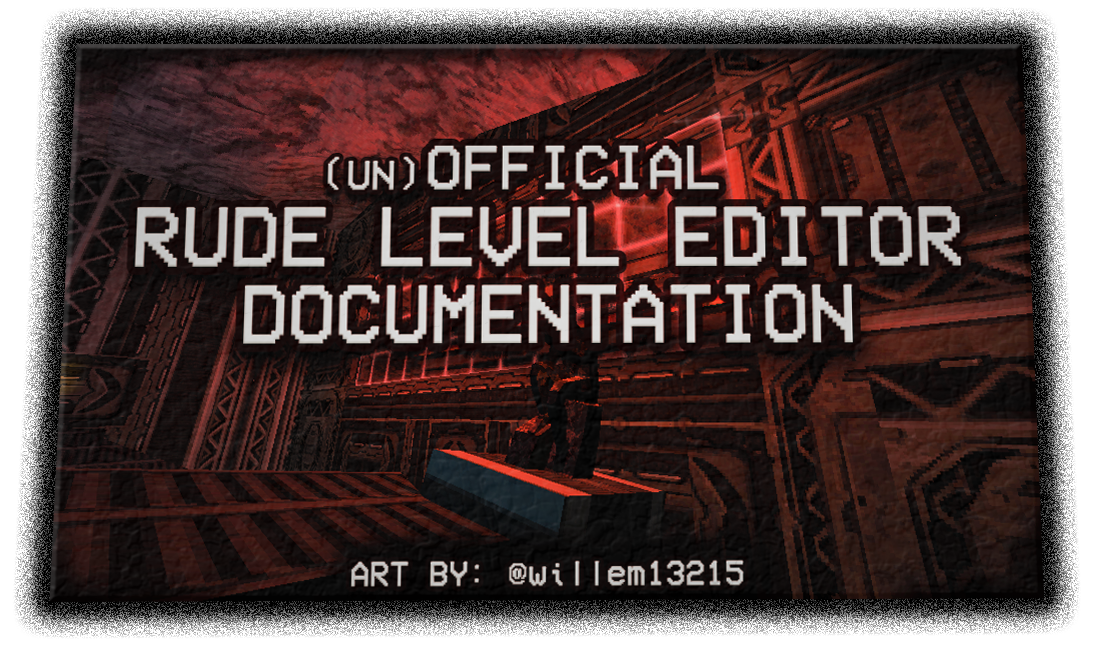 (UN)OFFICIAL
RUDE LEVEL EDITOR
DOCUMENTATION
ART BY: @willem13215